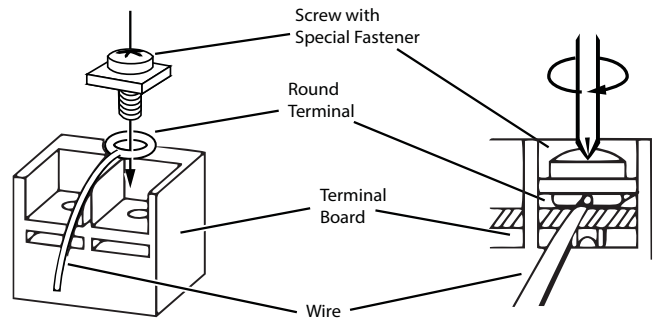 Screw with
Special Fastener
Round
Terminal
Terminal
Board
Wire